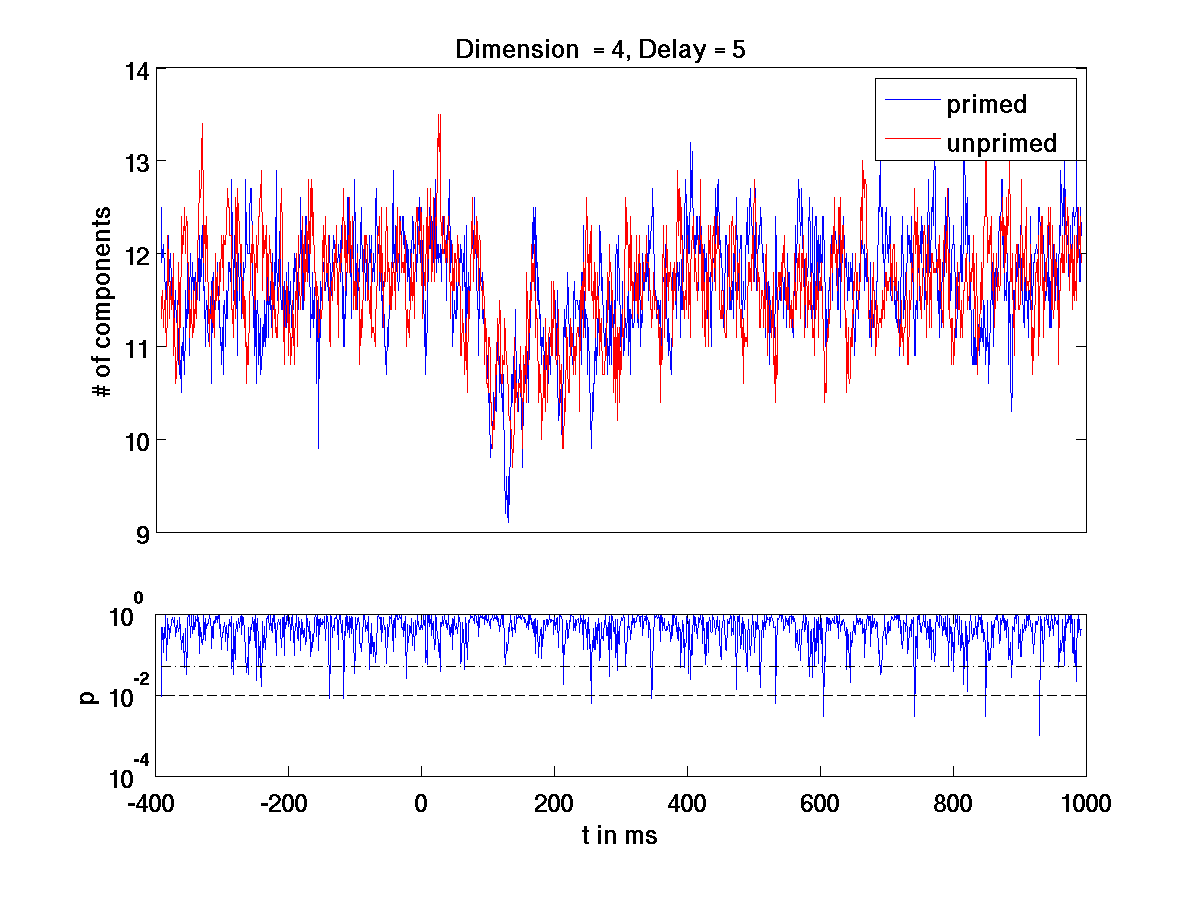 Dimension = 4, Delay = 5
14
primed
unprimed
13
12
11
10
9
# of components
10^0
10^-2
10^-4
p
-400 -200 0 200 400 600 800 1000
t in ms